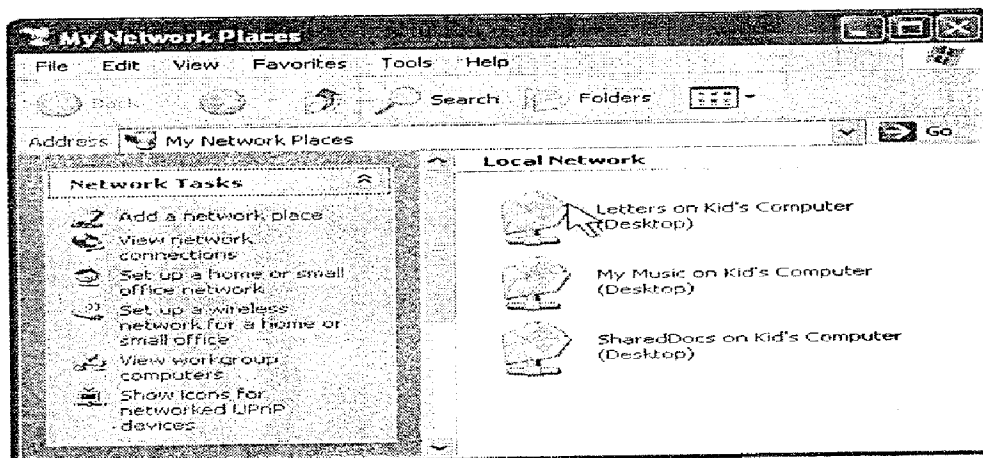 My Network Places
File Edit View Favorites Tools Help
Back Search Folders
Address My Network Places Go
Network Tasks
Add a network place
View network
connections
Set up a home or small
office network
Set up a wireless
network for a home or
small office
View workgroup
computers
Show icons for
networked UPnP
devices
Local Network
Letters on Kid's Computer
(Desktop)
My Music on Kid's Computer
(Desktop)
SharedDocs on Kid's Computer
(Desktop)